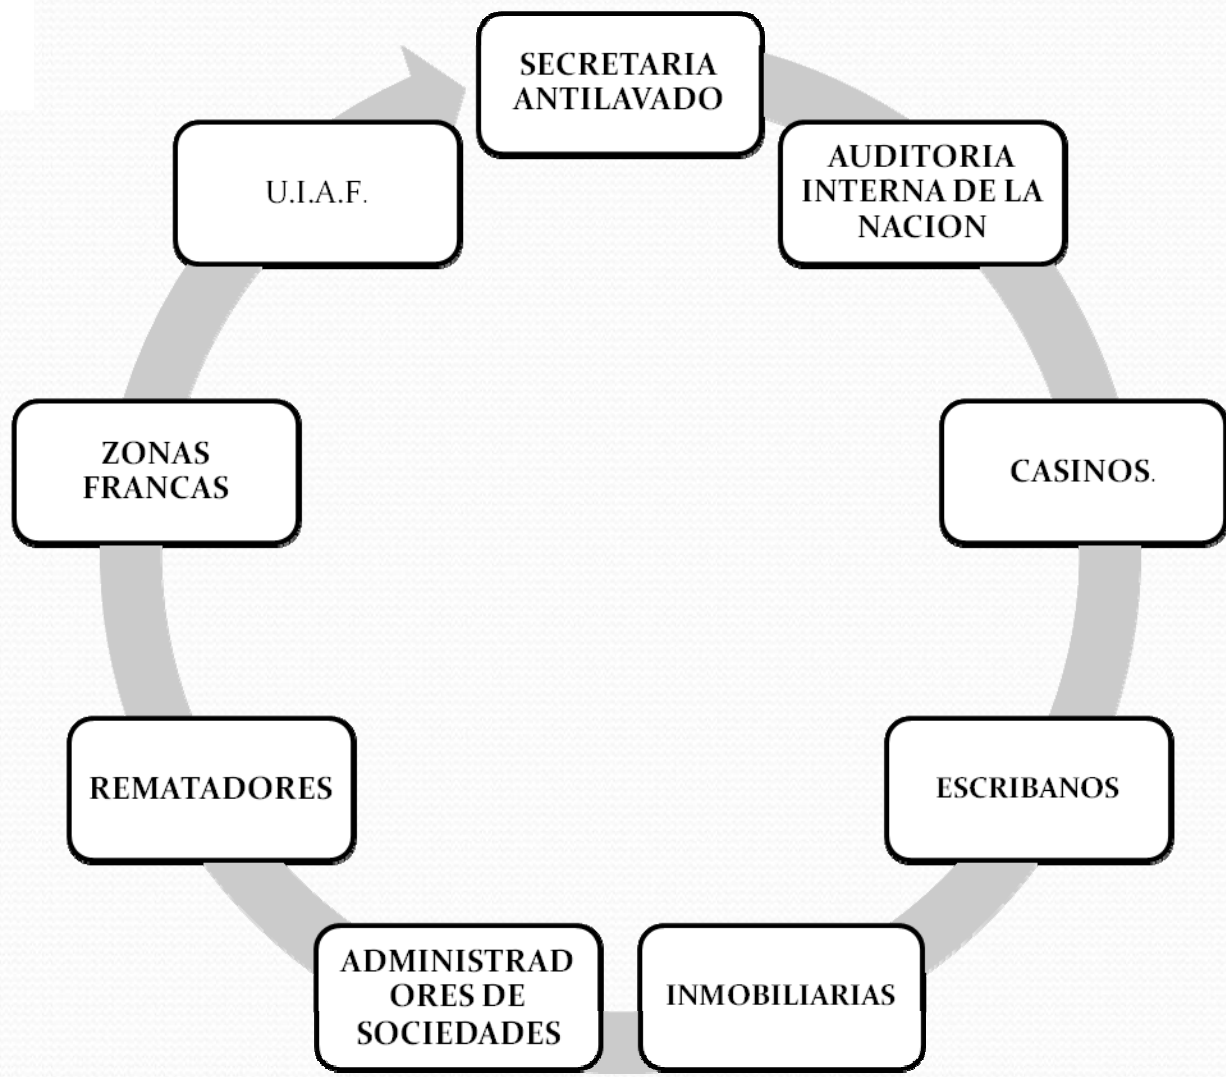 SECRETARIA
ANTILAVADO
AUDITORIA
INTERNA DE LA
NACION
CASINOS.
ESCRIBANOS
INMOBILIARIAS
ADMINISTRAD
ORES DE
SOCIEDADES
REMATADORES
ZONAS
FRANCAS
U.I.A.F.